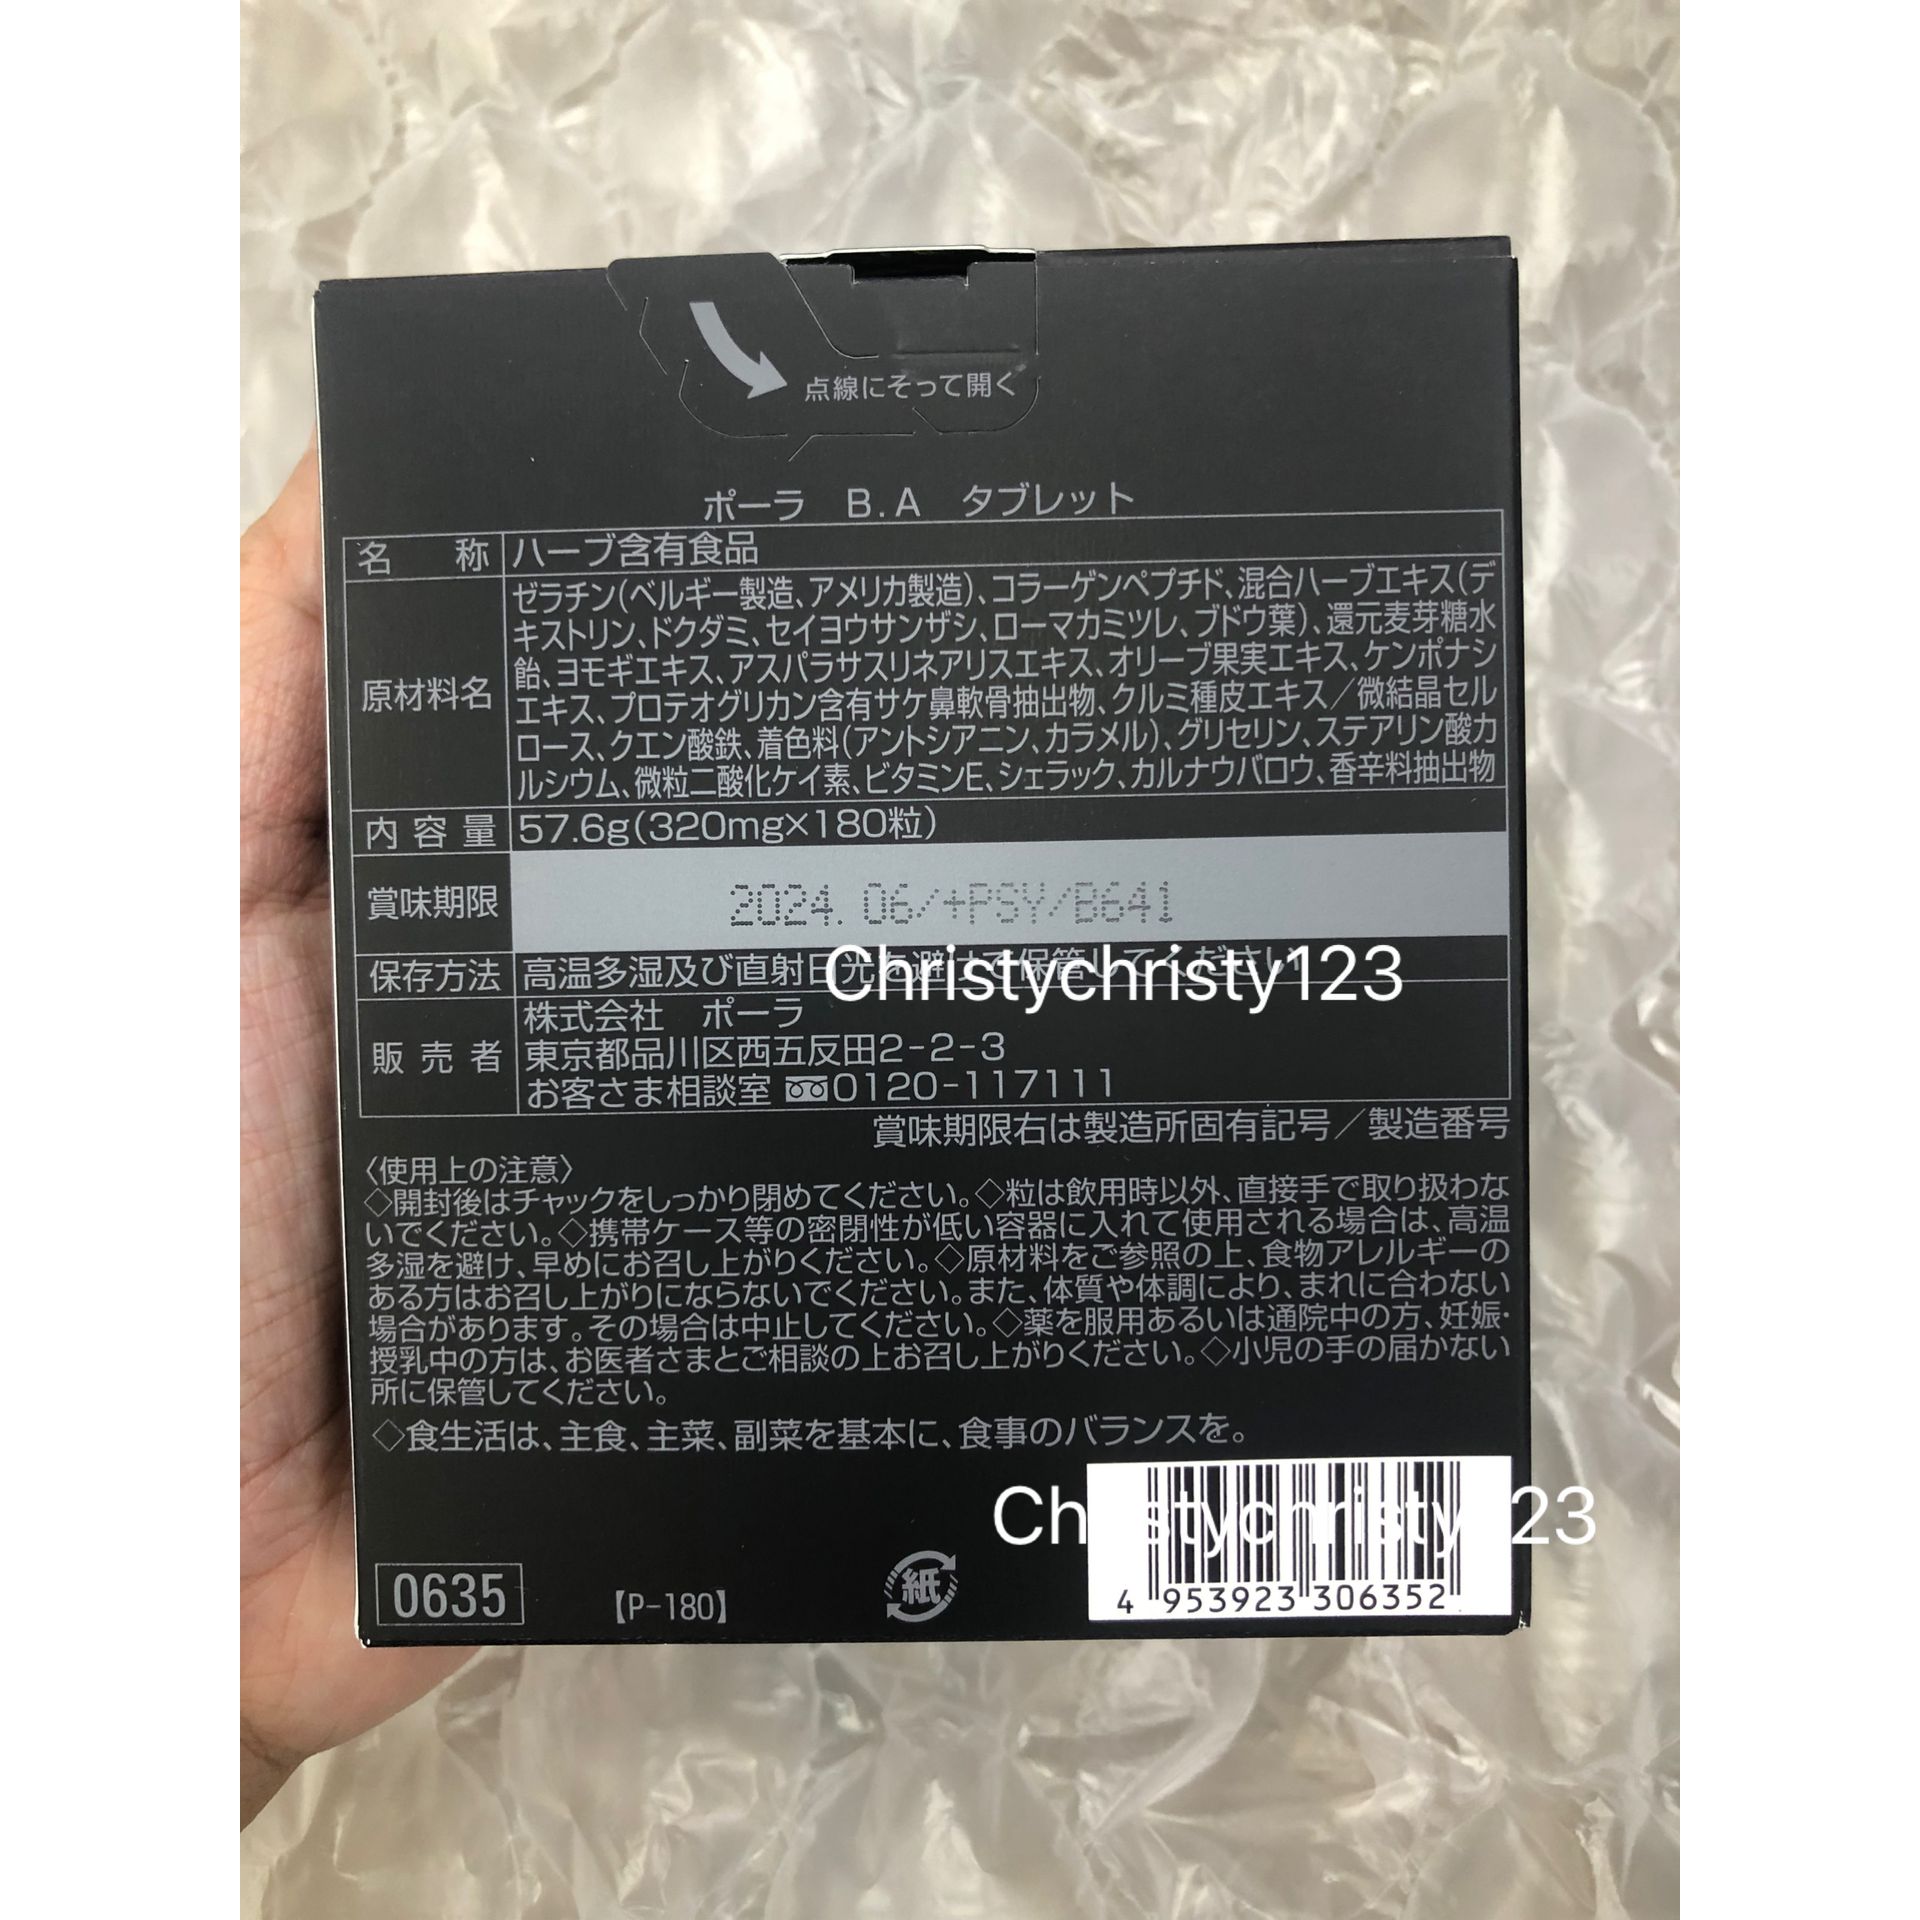 点線にそって開く
ポーラ B.A タブレット
名称 ハーブ含有食品
原材料名 ゼラチン(ベルギー製造、アメリカ製造)、コラーゲンペプチド、混合ハーブエキス(デ
キストリン、ドクダミ、セイヨウサンザシ、ローマカミツレ、ブドウ葉)、還元麦芽糖水
飴、ヨモギエキス、アスパラサスリネアリスエキス、オリーブ果実エキス、ケンポナシ
エキス、プロテオグリカン含有サケ鼻軟骨抽出物、クルミ種皮エキス/微結晶セル
ロース、クエン酸鉄、着色料(アントシアニン、カラメル)、グリセリン、ステアリン酸カ
ルシウム、微粒二酸化ケイ素、ビタミンE、シェラック、カルナウバロウ、香辛料抽出物
内容量 57.6g(320mg×180粒)
賞味期限 2024.06/+PSY/B641
保存方法 高温多湿及び直射日光を避けて保管してください
Christychristy123
販売者 株式会社 ポーラ
東京都品川区西五反田2-2-3
お客さま相談室 0120-117111
賞味期限右は製造所固有記号/製造番号
〈使用上の注意〉
◇開封後はチャックをしっかり閉めてください。◇粒は飲用時以外、直接手で取り扱わな
いでください。◇携帯ケース等の密閉性が低い容器に入れて使用される場合は、高温
多湿を避け、早めにお召し上がりください。◇原材料をご参照の上、食物アレルギーの
ある方はお召し上がりにならないでください。また、体質や体調により、まれに合わない
場合があります。その場合は中止してください。◇薬を服用あるいは通院中の方、妊娠・
授乳中の方は、お医者さまとご相談の上お召し上がりください。◇小児の手の届かない
所に保管してください。
◇食生活は、主食、主菜、副菜を基本に、食事のバランスを。
Christychristy123
0635 【P-180】 紙 4 953923 306352